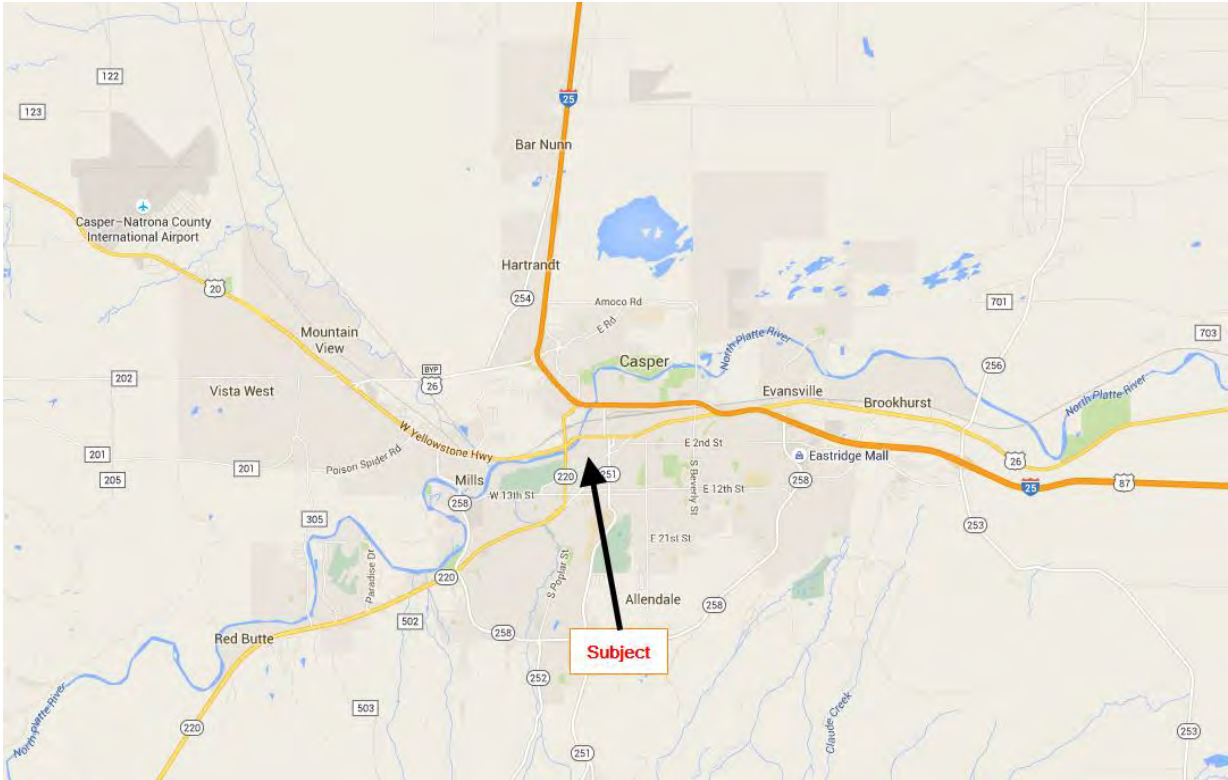 122
123
25
Bar Nunn
Casper–Natrona County
International Airport
Hartrandt
20
254
Amoco Rd
701
E Rd
Mountain
View
North Platte River
703
Casper
256
202
BYP
26
Vista West
Evansville
Brookhurst
North Platte River
W Yellowstone Hwy
E 2nd St
201
201
Poison Spider Rd
Eastridge Mall
26
205
Mills
220
251
S Beverly St
258
25
87
W 13th St
E 12th St
258
305
253
E 21st St
Paradise Dr
220
S Poplar St
Allendale
258
502
258
Red Butte
Subject
252
503
North Platte River
220
Claude Creek
253
251